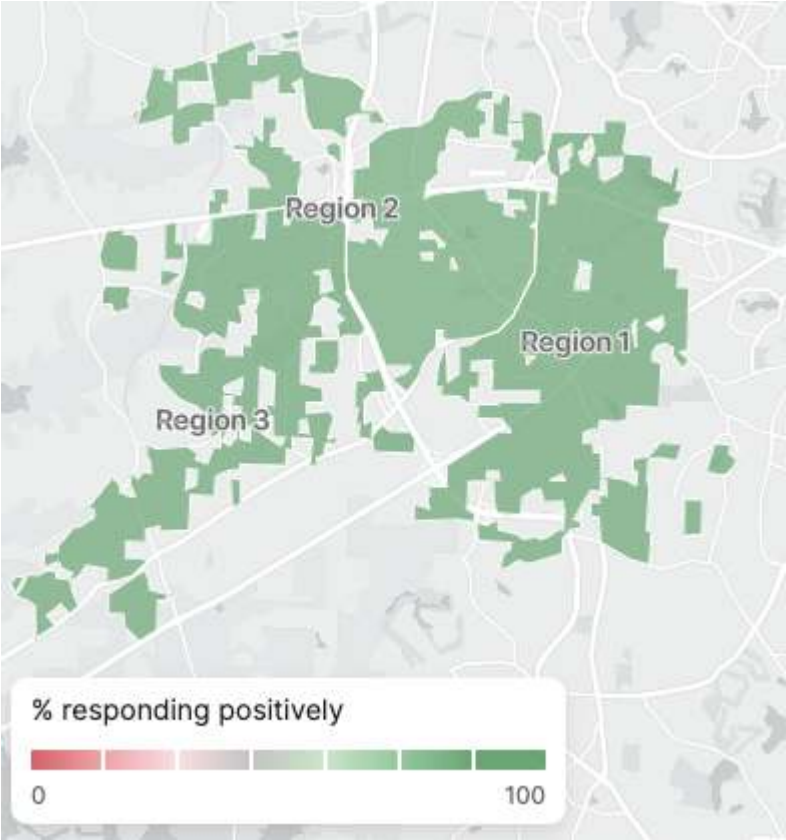 Region 2
Region 1
Region 3
% responding positively
0 100